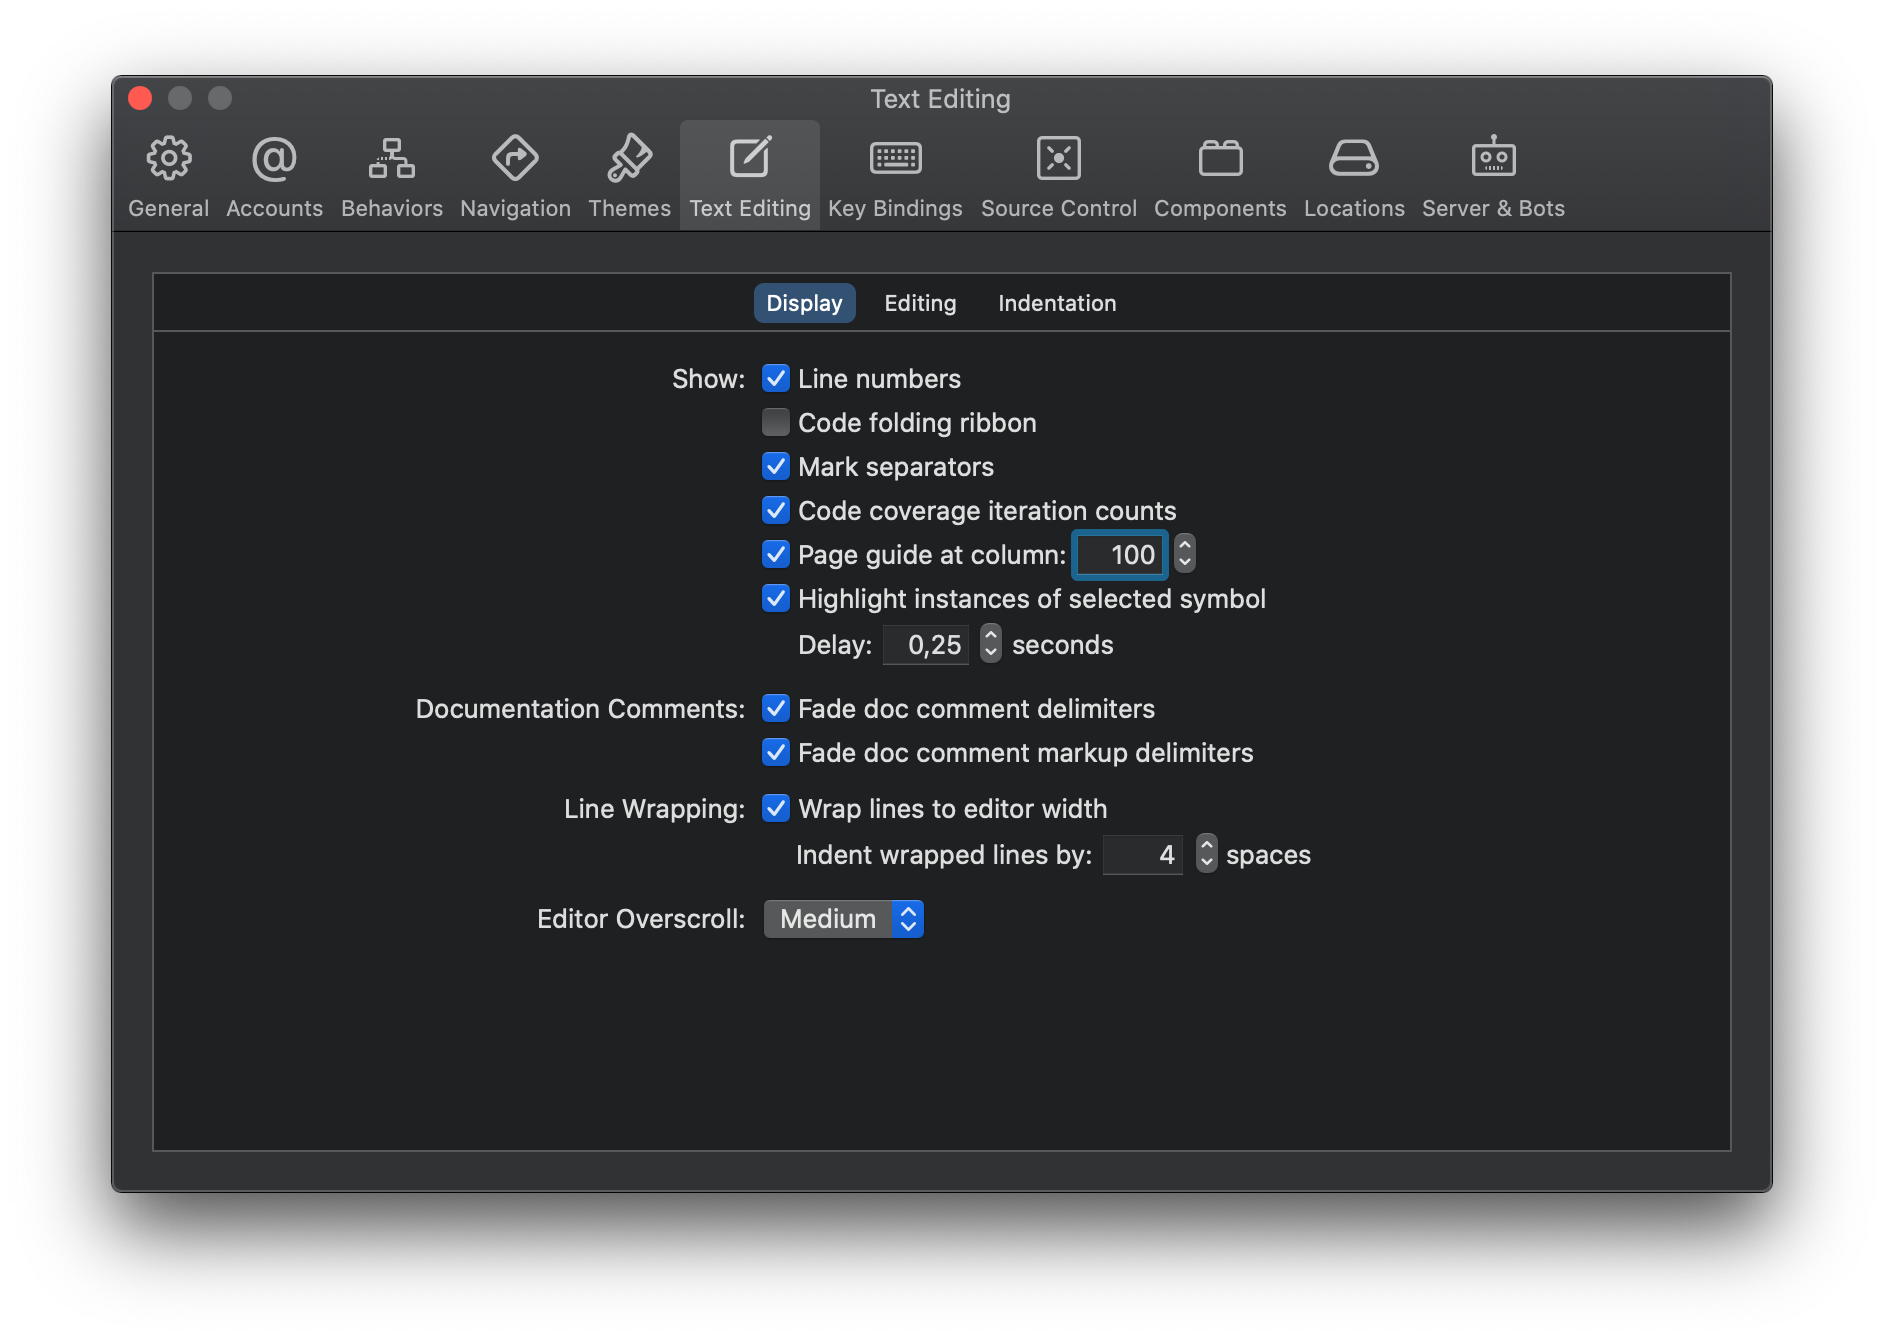 Text Editing
General Accounts Behaviors Navigation Themes Text Editing Key Bindings Source Control Components Locations Server & Bots
Display Editing Indentation
Show: Line numbers
Code folding ribbon
Mark separators
Code coverage iteration counts
Page guide at column: 100
Highlight instances of selected symbol
Delay: 0,25 seconds
Documentation Comments: Fade doc comment delimiters
Fade doc comment markup delimiters
Line Wrapping: Wrap lines to editor width
Indent wrapped lines by: 4 spaces
Editor Overscroll: Medium